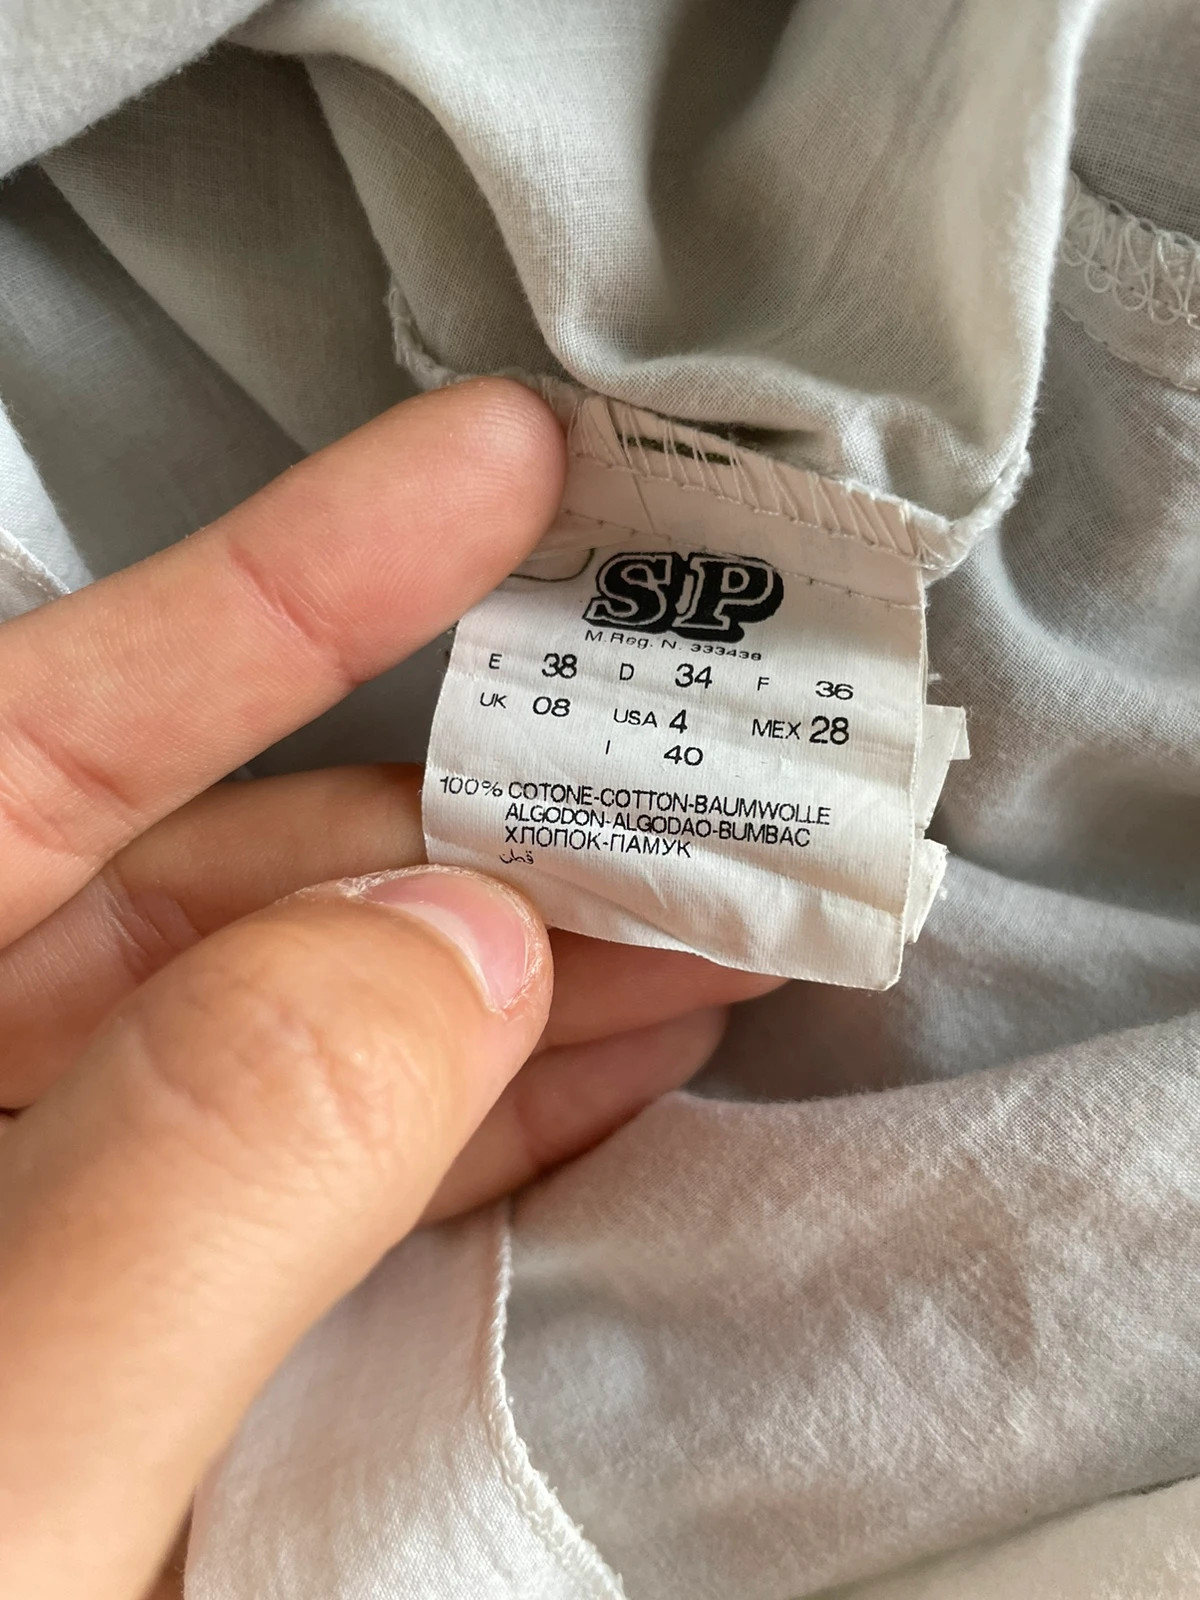 SP
M. Reg. N. 333438
E 38 D 34 F 36
UK 08 USA 4 MEX 28
I 40
100% COTONE-COTTON-BAUMWOLLE
ALGODON-ALGODAO-BUMBAC
ХЛОПОК-ПАМУК
قطن